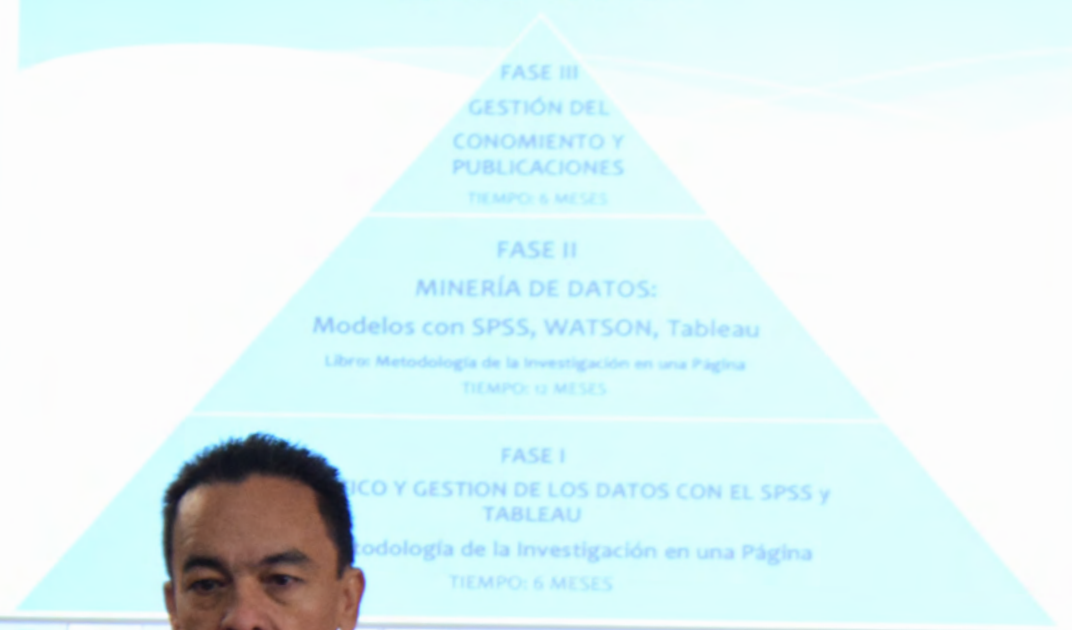 FASE III
GESTIÓN DEL
CONOMIENTO Y
PUBLICACIONES
TIEMPO: 6 MESES
FASE II
MINERÍA DE DATOS:
Modelos con SPSS, WATSON, Tableau
Libro: Metodología de la Investigación en una Página
TIEMPO: 12 MESES
FASE I
ICO Y GESTION DE LOS DATOS CON EL SPSS y
TABLEAU
todología de la Investigación en una Página
TIEMPO: 6 MESES